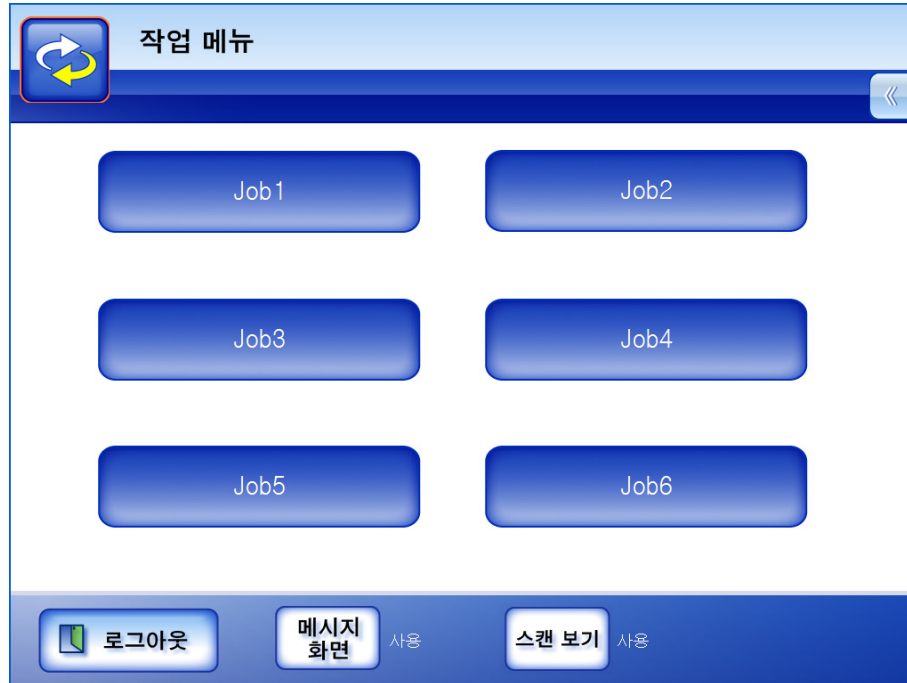 작업 메뉴
Job1
Job2
Job3
Job4
Job5
Job6
로그아웃
메시지
화면
사용
스캔 보기
사용